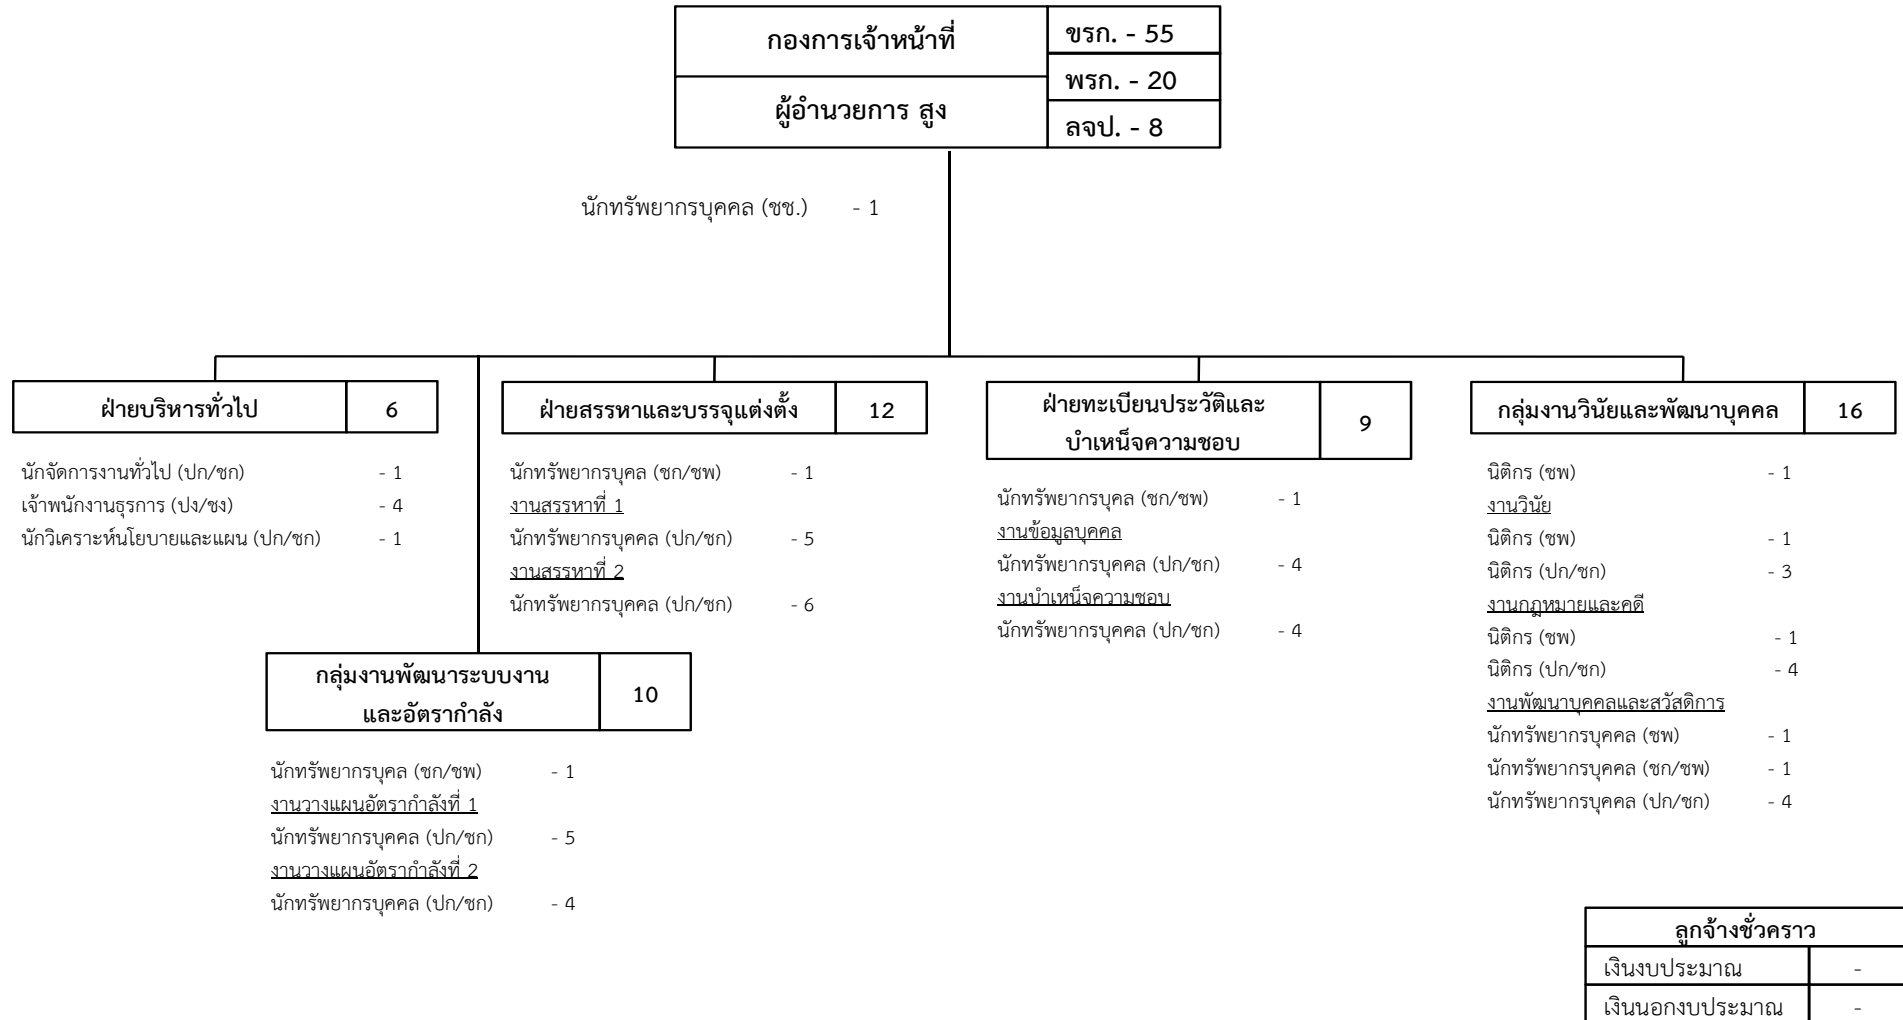 กองการเจ้าหน้าที่
ผู้อำนวยการ สูง
ขรก. - 55
พรก. - 20
ลจป. - 8
นักทรัพยากรบุคคล (ชช.) - 1
ฝ่ายบริหารทั่วไป 6
นักจัดการงานทั่วไป (ปก/ชก) - 1
เจ้าพนักงานธุรการ (ปง/ชง) - 4
นักวิเคราะห์นโยบายและแผน (ปก/ชก) - 1
กลุ่มงานพัฒนาระบบงาน
และอัตรากำลัง
10
นักทรัพยากรบุคล (ชก/ชพ) - 1
งานวางแผนอัตรากำลังที่ 1
นักทรัพยากรบุคคล (ปก/ชก) - 5
งานวางแผนอัตรากำลังที่ 2
นักทรัพยากรบุคคล (ปก/ชก) - 4
ฝ่ายสรรหาและบรรจุแต่งตั้ง 12
นักทรัพยากรบุคล (ชก/ชพ) - 1
งานสรรหาที่ 1
นักทรัพยากรบุคคล (ปก/ชก) - 5
งานสรรหาที่ 2
นักทรัพยากรบุคคล (ปก/ชก) - 6
ฝ่ายทะเบียนประวัติและ
บำเหน็จความชอบ
9
นักทรัพยากรบุคล (ชก/ชพ) - 1
งานข้อมูลบุคคล
นักทรัพยากรบุคคล (ปก/ชก) - 4
งานบำเหน็จความชอบ
นักทรัพยากรบุคคล (ปก/ชก) - 4
กลุ่มงานวินัยและพัฒนาบุคคล 16
นิติกร (ชพ) - 1
งานวินัย
นิติกร (ชพ) - 1
นิติกร (ปก/ชก) - 3
งานกฎหมายและคดี
นิติกร (ชพ) - 1
นิติกร (ปก/ชก) - 4
งานพัฒนาบุคคลและสวัสดิการ
นักทรัพยากรบุคคล (ชพ) - 1
นักทรัพยากรบุคคล (ชก/ชพ) - 1
นักทรัพยากรบุคคล (ปก/ชก) - 4
ลูกจ้างชั่วคราว
เงินงบประมาณ -
เงินนอกงบประมาณ -